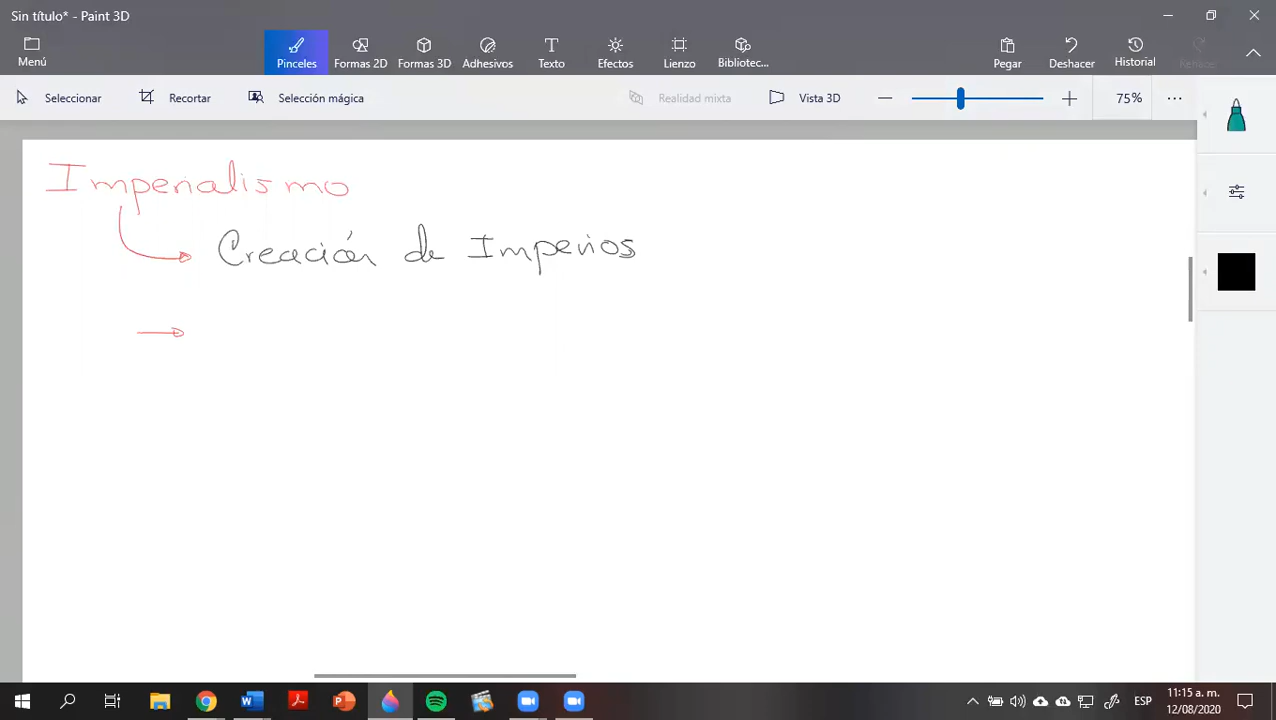 Sin título* - Paint 3D
Menú
Pinceles
Formas 2D
Formas 3D
Adhesivos
Texto
Efectos
Lienzo
Bibliotec...
Pegar
Deshacer
Historial
Rehacer
Seleccionar
Recortar
Selección mágica
Realidad mixta
Vista 3D
75%
Imperialismo
Creación de Imperios
ESP
11:15 a. m.
12/08/2020